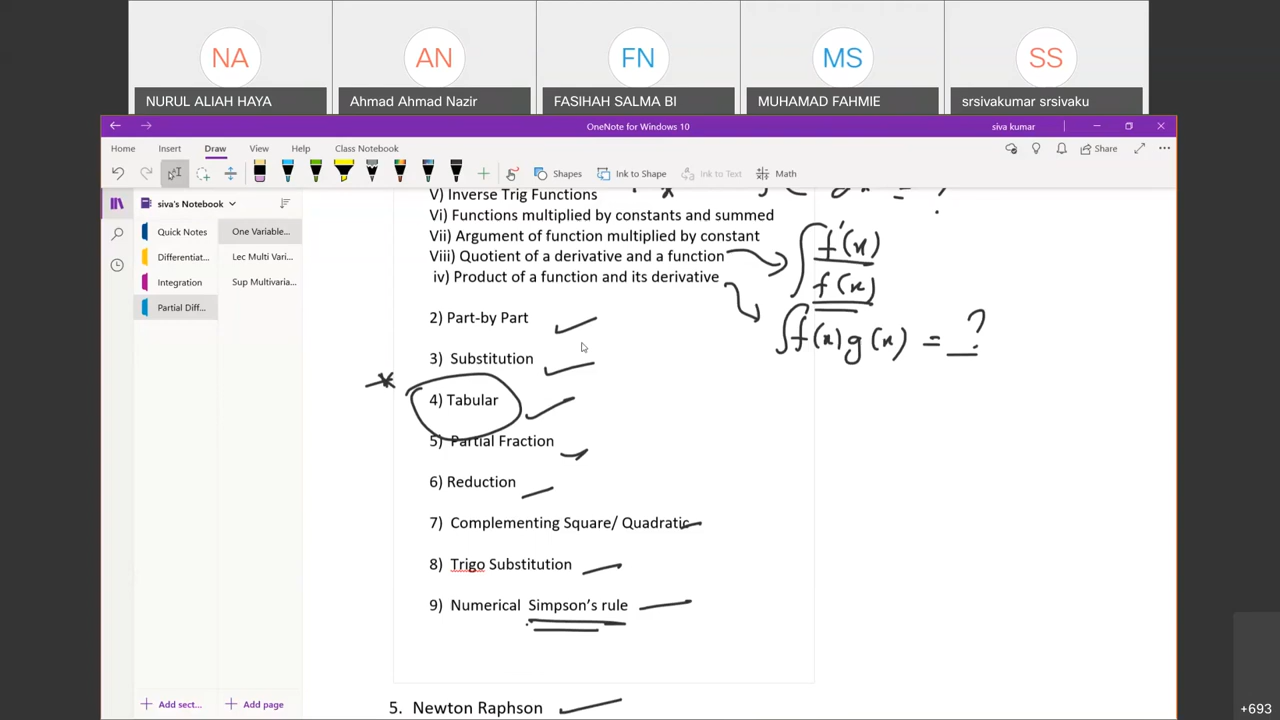 NA AN FN MS SS
NURUL ALIAH HAYA Ahmad Ahmad Nazir FASIHAH SALMA BI MUHAMAD FAHMIE srsivakumar srsivaku
OneNote for Windows 10 siva kumar
Home Insert Draw View Help Class Notebook Share
Shapes Ink to Shape Ink to Text Math
siva's Notebook
Quick Notes
Differentiat...
Integration
Partial Diff...
One Variable...
Lec Multi Vari...
Sup Multivaria...
V) Inverse Trig Functions
Vi) Functions multiplied by constants and summed
Vii) Argument of function multiplied by constant
Viii) Quotient of a derivative and a function
iv) Product of a function and its derivative
∫ f'(x)
f(x)
∫f(x)g(x) = ?
2) Part-by Part
3) Substitution
4) Tabular
5) Partial Fraction
6) Reduction
7) Complementing Square/ Quadratic
8) Trigo Substitution
9) Numerical Simpson's rule
5. Newton Raphson
Add sect... Add page
+693